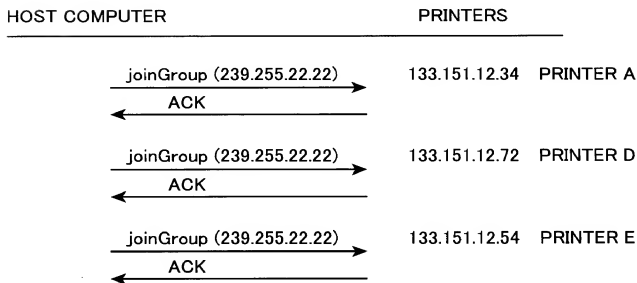 HOST COMPUTER PRINTERS
joinGroup (239.255.22.22) 133.151.12.34 PRINTER A
ACK
joinGroup (239.255.22.22) 133.151.12.72 PRINTER D
ACK
joinGroup (239.255.22.22) 133.151.12.54 PRINTER E
ACK